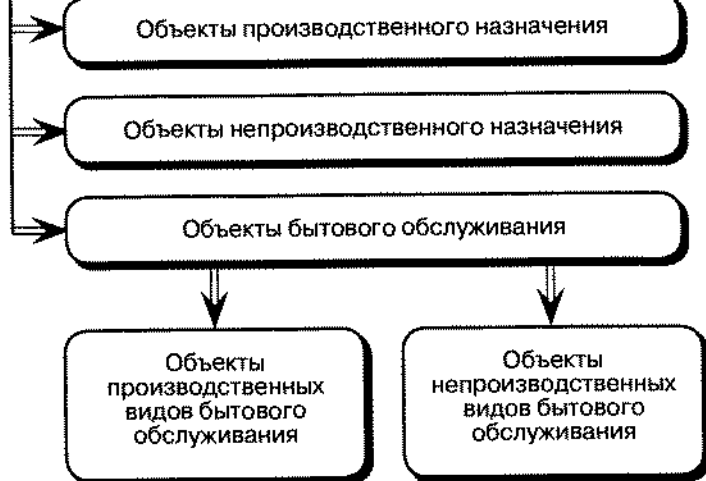 Объекты производственного назначения
Объекты непроизводственного назначения
Объекты бытового обслуживания
Объекты
производственных
видов бытового
обслуживания
Объекты
непроизводственных
видов бытового
обслуживания